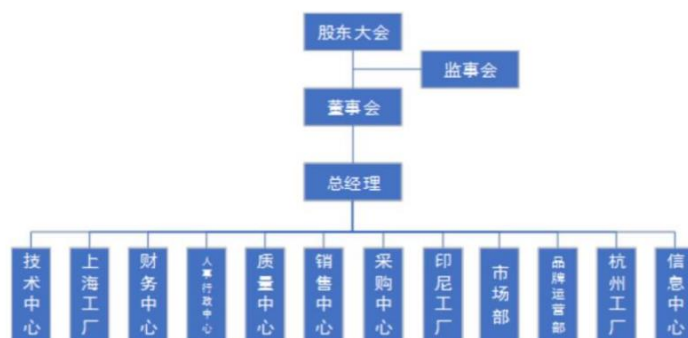 股东大会
监事会
董事会
总经理
技术中心
上海工厂
财务中心
人事行政中心
质量中心
销售中心
采购中心
印尼工厂
市场部
品牌运营部
杭州工厂
信息中心